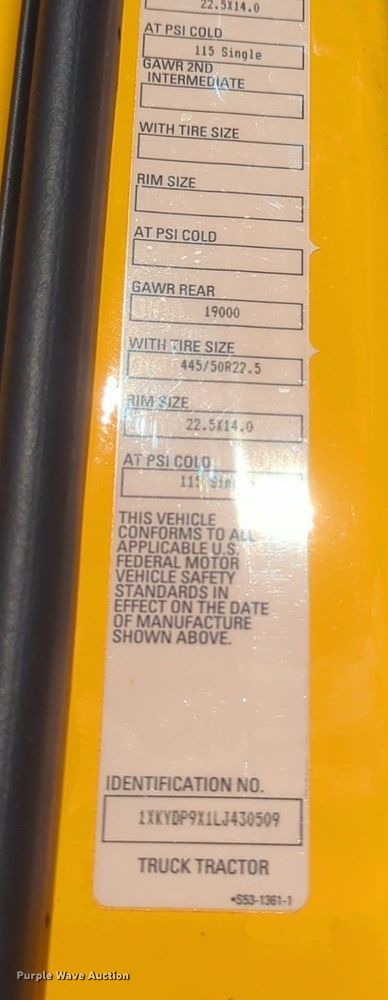 22.5X14.0
AT PSI COLD
115 Single
GAWR 2ND
INTERMEDIATE
WITH TIRE SIZE
RIM SIZE
AT PSI COLD
GAWR REAR
19000
WITH TIRE SIZE
445/50R22.5
RIM SIZE
22.5X14.0
AT PSI COLD
115
THIS VEHICLE
CONFORMS TO ALL
APPLICABLE U.S.
FEDERAL MOTOR
VEHICLE SAFETY
STANDARDS IN
EFFECT ON THE DATE
OF MANUFACTURE
SHOWN ABOVE.
IDENTIFICATION NO.
1XKYDP9X1LJ430509
TRUCK TRACTOR
•S53-1361-1
Purple Wave Auction